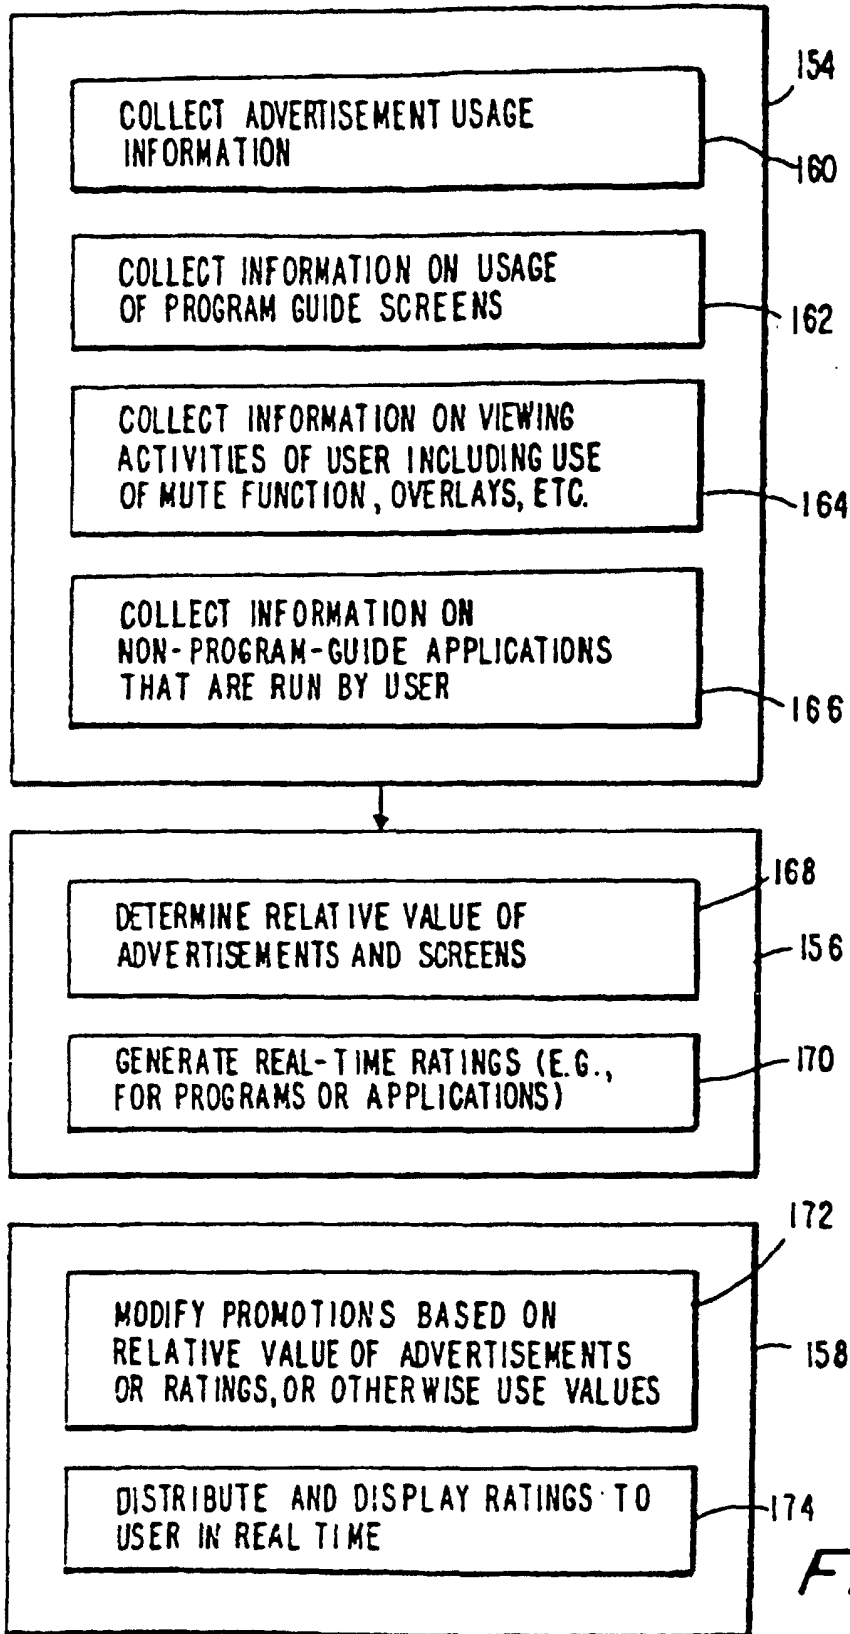 154
COLLECT ADVERTISEMENT USAGE
INFORMATION
160
COLLECT INFORMATION ON USAGE
OF PROGRAM GUIDE SCREENS
162
COLLECT INFORMATION ON VIEWING
ACTIVITIES OF USER INCLUDING USE
OF MUTE FUNCTION, OVERLAYS, ETC.
164
COLLECT INFORMATION ON
NON-PROGRAM-GUIDE APPLICATIONS
THAT ARE RUN BY USER
166
168
DETERMINE RELATIVE VALUE OF
ADVERTISEMENTS AND SCREENS
156
GENERATE REAL-TIME RATINGS (E.G.,
FOR PROGRAMS OR APPLICATIONS)
170
172
MODIFY PROMOTIONS BASED ON
RELATIVE VALUE OF ADVERTISEMENTS
OR RATINGS, OR OTHERWISE USE VALUES
158
DISTRIBUTE AND DISPLAY RATINGS TO
USER IN REAL TIME
174